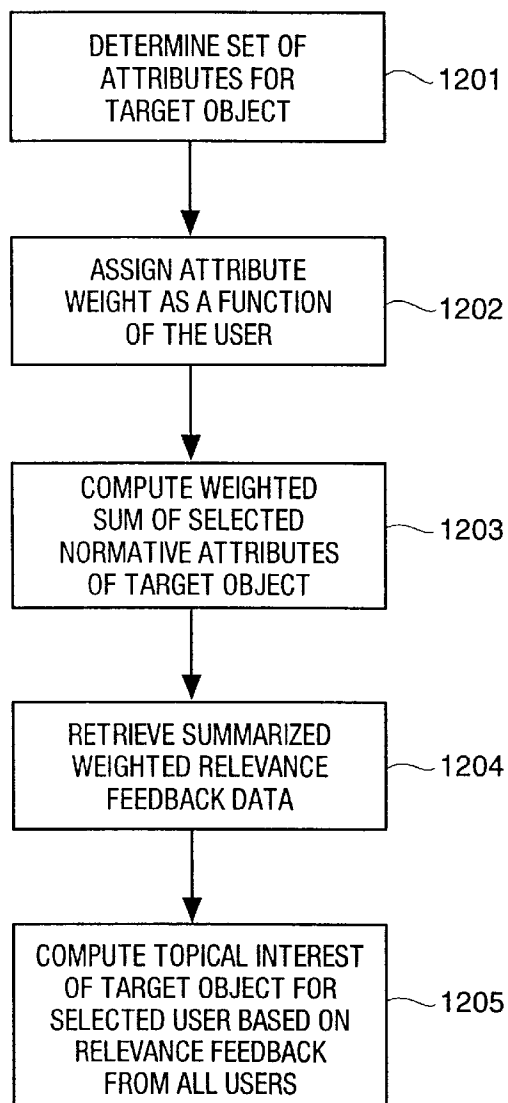 DETERMINE SET OF
ATTRIBUTES FOR
TARGET OBJECT
1201
ASSIGN ATTRIBUTE
WEIGHT AS A FUNCTION
OF THE USER
1202
COMPUTE WEIGHTED
SUM OF SELECTED
NORMATIVE ATTRIBUTES
OF TARGET OBJECT
1203
RETRIEVE SUMMARIZED
WEIGHTED RELEVANCE
FEEDBACK DATA
1204
COMPUTE TOPICAL INTEREST
OF TARGET OBJECT FOR
SELECTED USER BASED ON
RELEVANCE FEEDBACK
FROM ALL USERS
1205